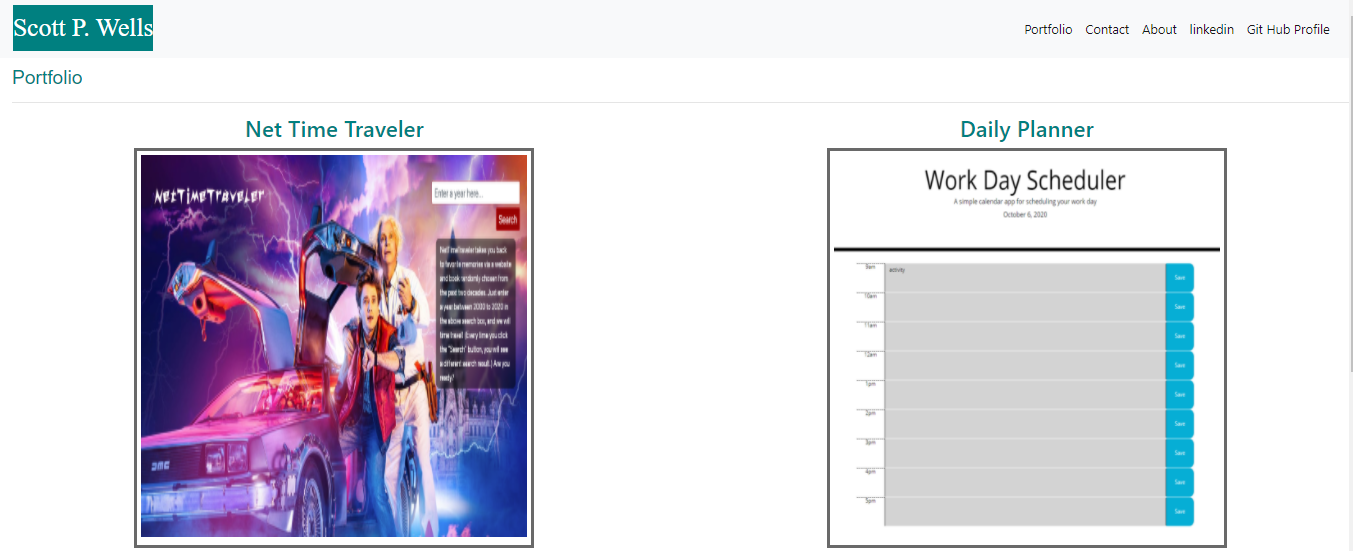 Scott P. Wells
Portfolio Contact About linkedin Git Hub Profile
Portfolio
Net Time Traveler
NetTimeTraveler
Enter a year here...
Search
NetTimeTraveler takes you back
to favorite memories via a website
and book randomly chosen from
the past two decades. Just enter
a year between 2000 to 2020 in
the above search box, and we will
time travel! (Every time you click
the "Search" button, you will see
a different search result.) Are you
ready?
DMC
Daily Planner
Work Day Scheduler
A simple calendar app for scheduling your work day
October 6, 2020
9am activity Save
10am Save
11am Save
12am Save
1pm Save
2pm Save
3pm Save
4pm Save
5pm Save